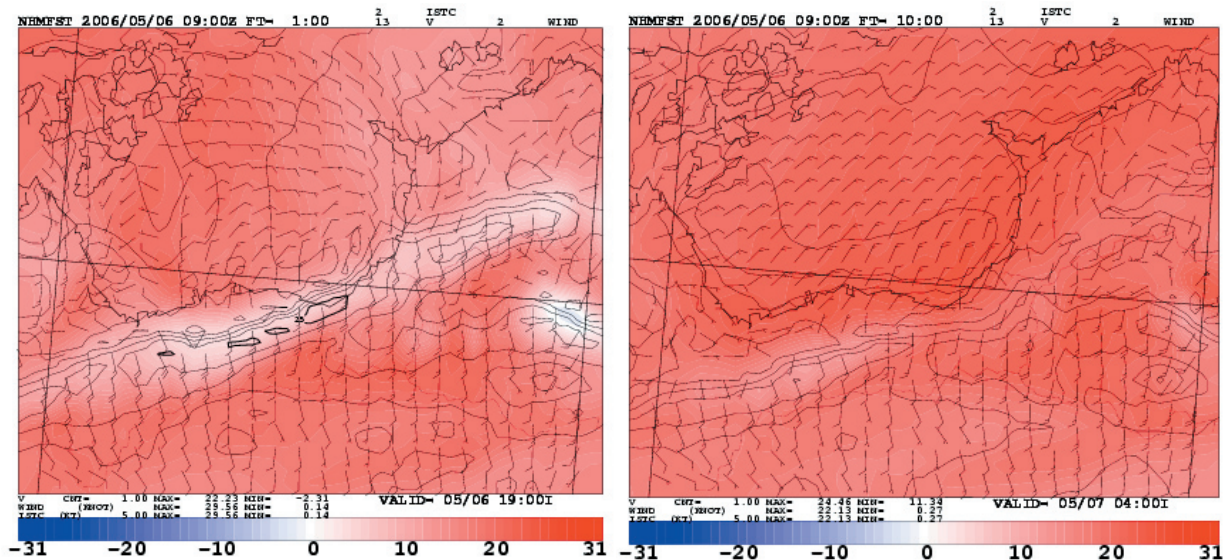 NHMFST 2006/05/06 09:00Z FT= 1:00 2 13 ISTC V 2 WIND
25
V CNT= 1.00 MAX= 22.23 MIN= -2.31
WIND (KNOT) MAX= 29.56 MIN= 0.14
ISTC (KT) 5.00 MAX= 29.56 MIN= 0.14
VALID= 05/06 19:00I
-31 -20 -10 0 10 20 31
NHMFST 2006/05/06 09:00Z FT= 10:00 2 13 ISTC V 2 WIND
V CNT= 1.00 MAX= 24.46 MIN= 11.34
WIND (KNOT) MAX= 22.13 MIN= 0.27
ISTC (KT) 5.00 MAX= 22.13 MIN= 0.27
VALID= 05/07 04:00I
-31 -20 -10 0 10 20 31